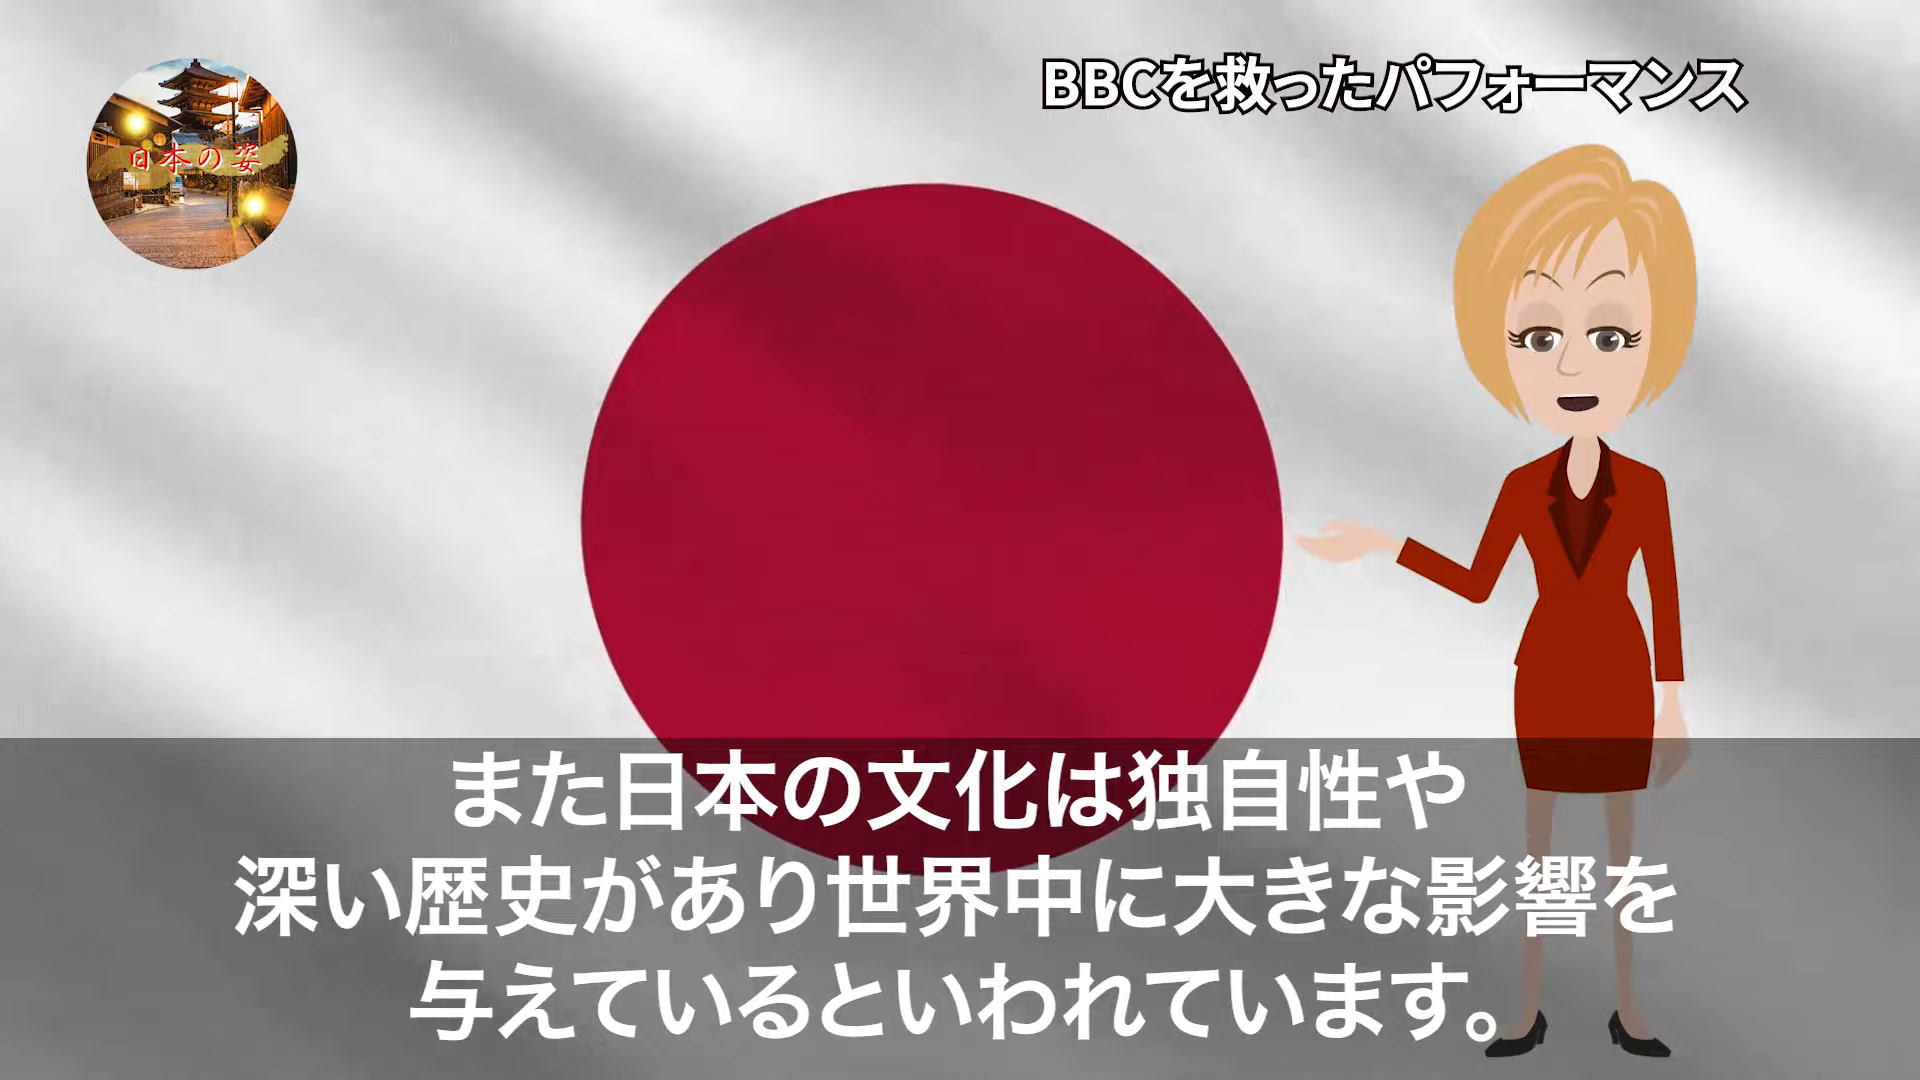 BBCを救ったパフォーマンス
日本の姿
また日本の文化は独自性や
深い歴史があり世界中に大きな影響を
与えているといわれています。